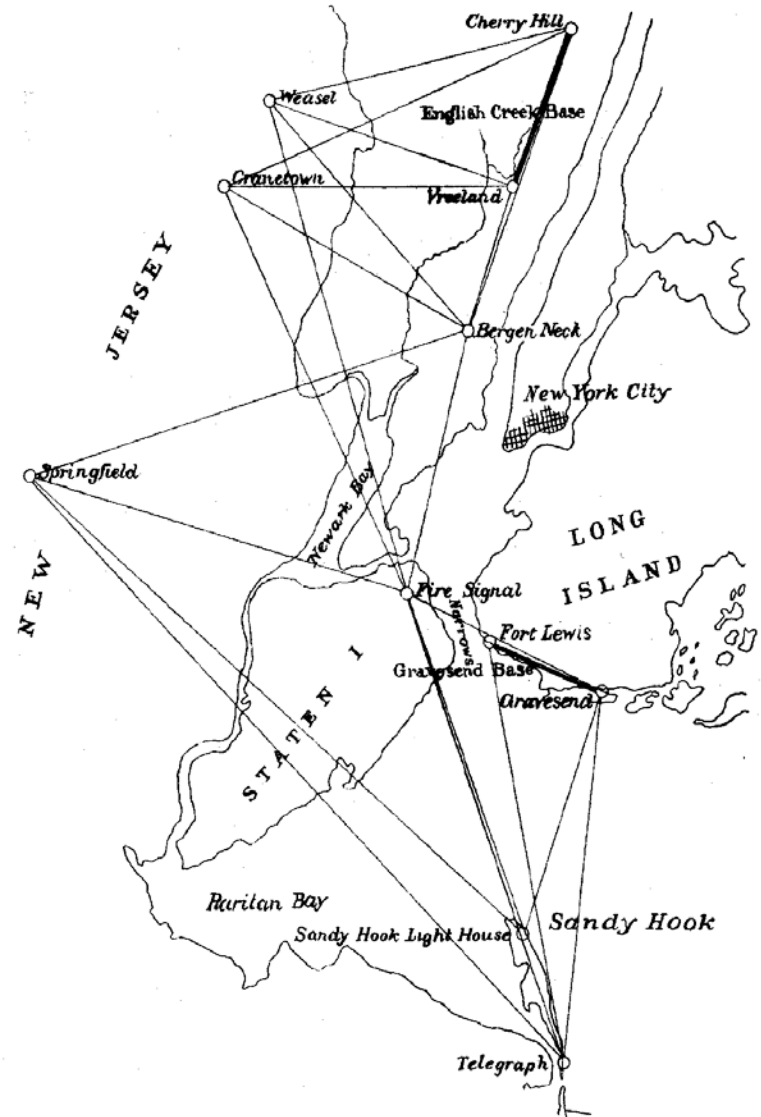 Cherry Hill
Weasel
English Creek Base
Cranetown
Vreeland
JERSEY
Bergen Neck
New York City
Springfield
Newark Bay
LONG
ISLAND
NEW
Fire Signal
Narrows
Fort Lewis
Gravesend Base
Gravesend
STATEN I
Raritan Bay
Sandy Hook
Sandy Hook Light House
Telegraph